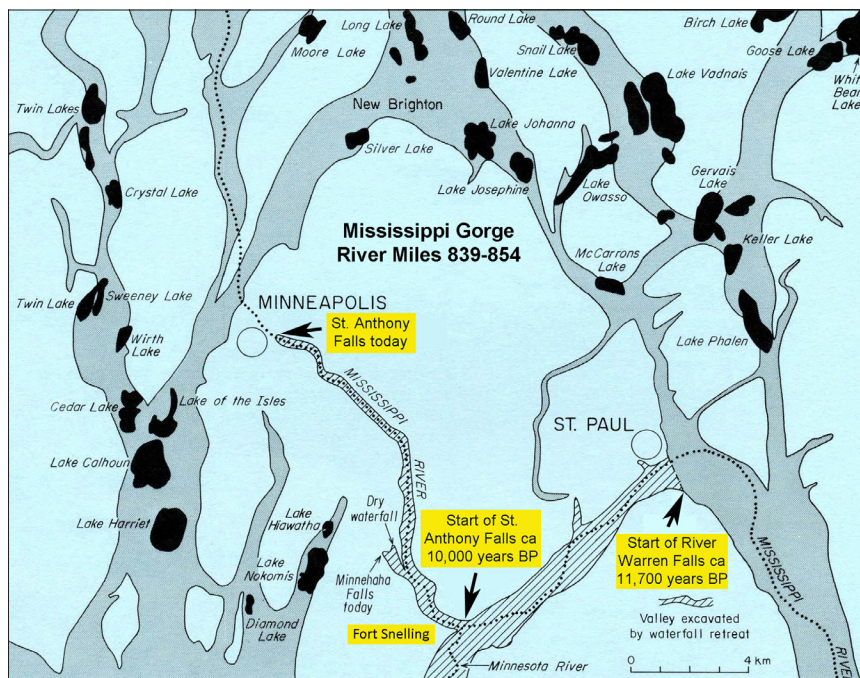 Long Lake
Round Lake
Birch Lake
Moore Lake
Snail Lake
Goose Lake
Valentine Lake
Lake Vadnais
White
Bear
Lake
Twin Lakes
New Brighton
Lake Johanna
Silver Lake
Gervais
Lake
Crystal Lake
Lake Josephine
Lake
Owasso
Mississippi Gorge
River Miles 839-854
Keller Lake
McCarrons
Lake
Twin Lake
Sweeney Lake
MINNEAPOLIS
St. Anthony
Falls today
Wirth
Lake
Lake Phalen
MISSISSIPPI
RIVER
Cedar Lake
Lake of the Isles
ST. PAUL
Lake Calhoun
Dry
waterfall
Lake
Hiawatha
Lake Harriet
Start of St.
Anthony Falls ca
10,000 years BP
Start of River
Warren Falls ca
11,700 years BP
MISSISSIPPI
RIVER
Lake
Nokomis
Minnehaha
Falls
today
Diamond
Lake
Fort Snelling
Valley excavated
by waterfall retreat
Minnesota River
0 4 km